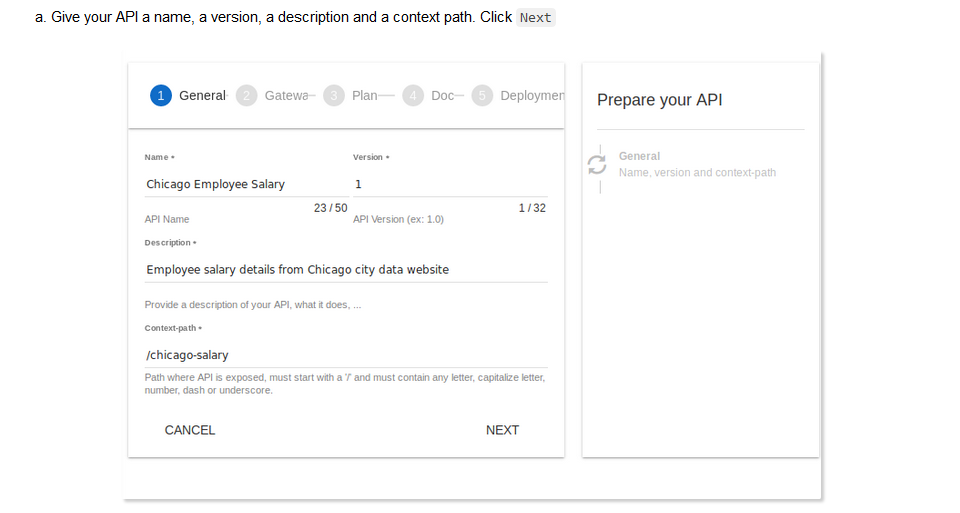 a. Give your API a name, a version, a description and a context path. Click Next
1 General 2 Gatewa 3 Plan 4 Doc 5 Deploymen
Prepare your API
General
Name, version and context-path
Name * Version *
Chicago Employee Salary 1
23 / 50 1 / 32
API Name API Version (ex: 1.0)
Description *
Employee salary details from Chicago city data website
Provide a description of your API, what it does, ...
Context-path *
/chicago-salary
Path where API is exposed, must start with a '/' and must contain any letter, capitalize letter,
number, dash or underscore.
CANCEL NEXT